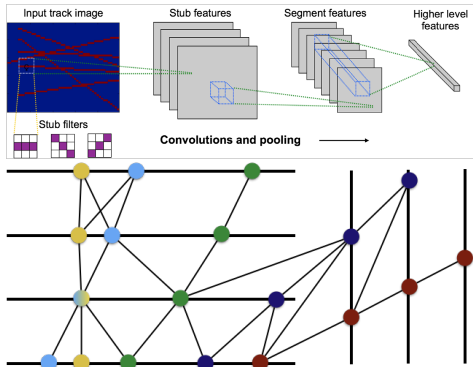 Input track image
Stub features
Segment features
Higher level
features
Stub filters
Convolutions and pooling